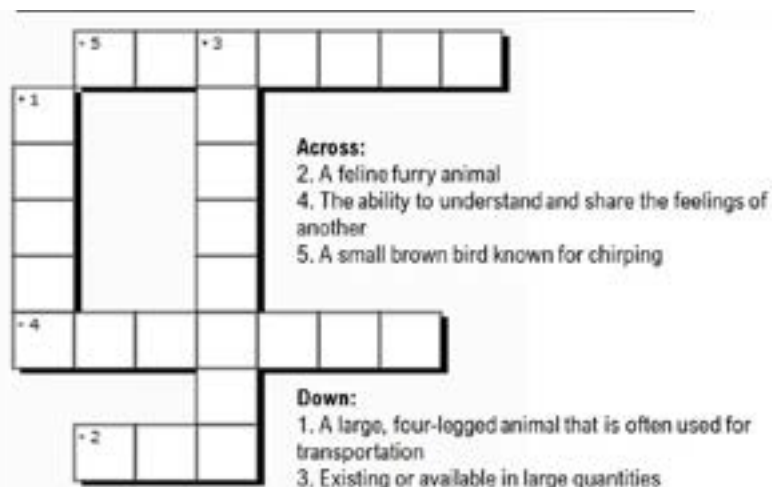 5
3
1
Across:
2. A feline furry animal
4. The ability to understand and share the feelings of
another
5. A small brown bird known for chirping
4
Down:
1. A large, four-legged animal that is often used for
2
transportation
3. Existing or available in large quantities